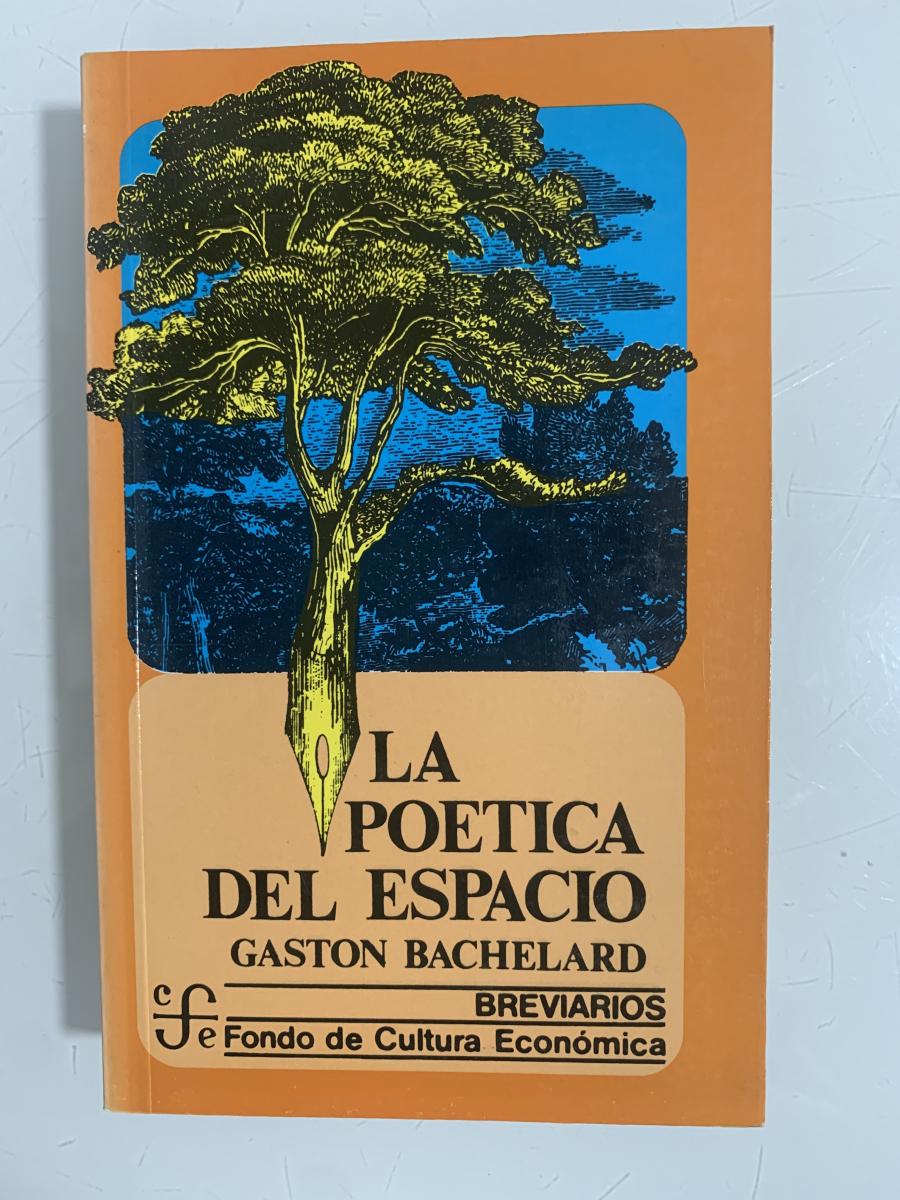 LA
POETICA
DEL ESPACIO
GASTON BACHELARD
BREVIARIOS
cfe
Fondo de Cultura Económica